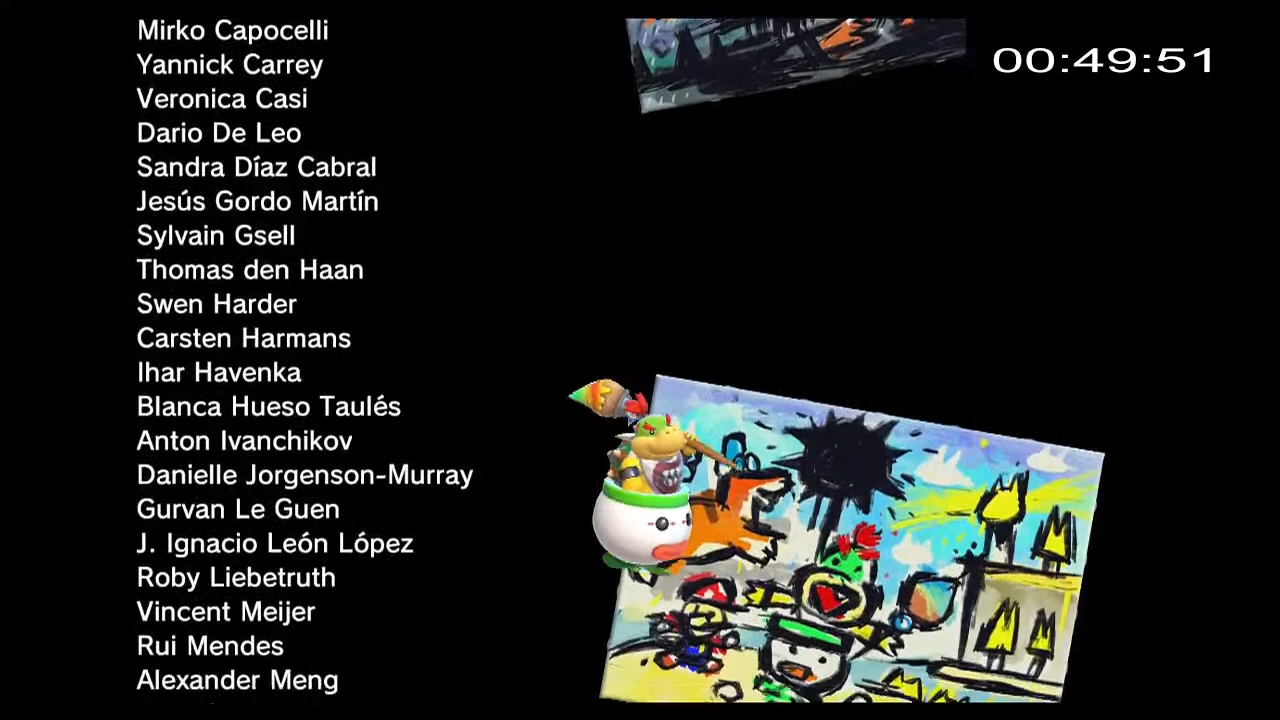 Mirko Capocelli
00:49:51
Yannick Carrey
Veronica Casi
Dario De Leo
Sandra Díaz Cabral
Jesús Gordo Martín
Sylvain Gsell
Thomas den Haan
Swen Harder
Carsten Harmans
Ihar Havenka
Blanca Hueso Taulés
Anton Ivanchikov
Danielle Jorgenson-Murray
Gurvan Le Guen
J. Ignacio León López
Roby Liebetruth
Vincent Meijer
Rui Mendes
Alexander Meng